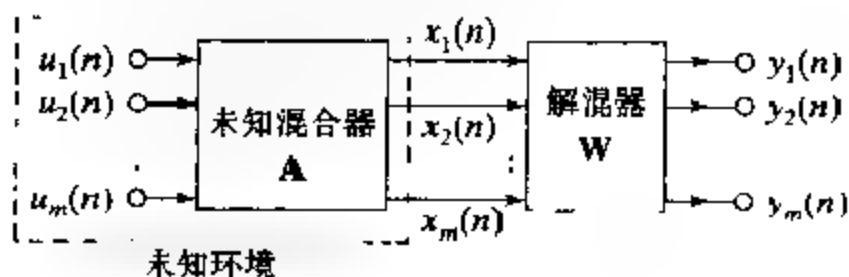 u₁(n)
u₂(n)
uₘ(n)
未知混合器
A
x₁(n)
x₂(n)
xₘ(n)
解混器
W
y₁(n)
y₂(n)
yₘ(n)
未知环境